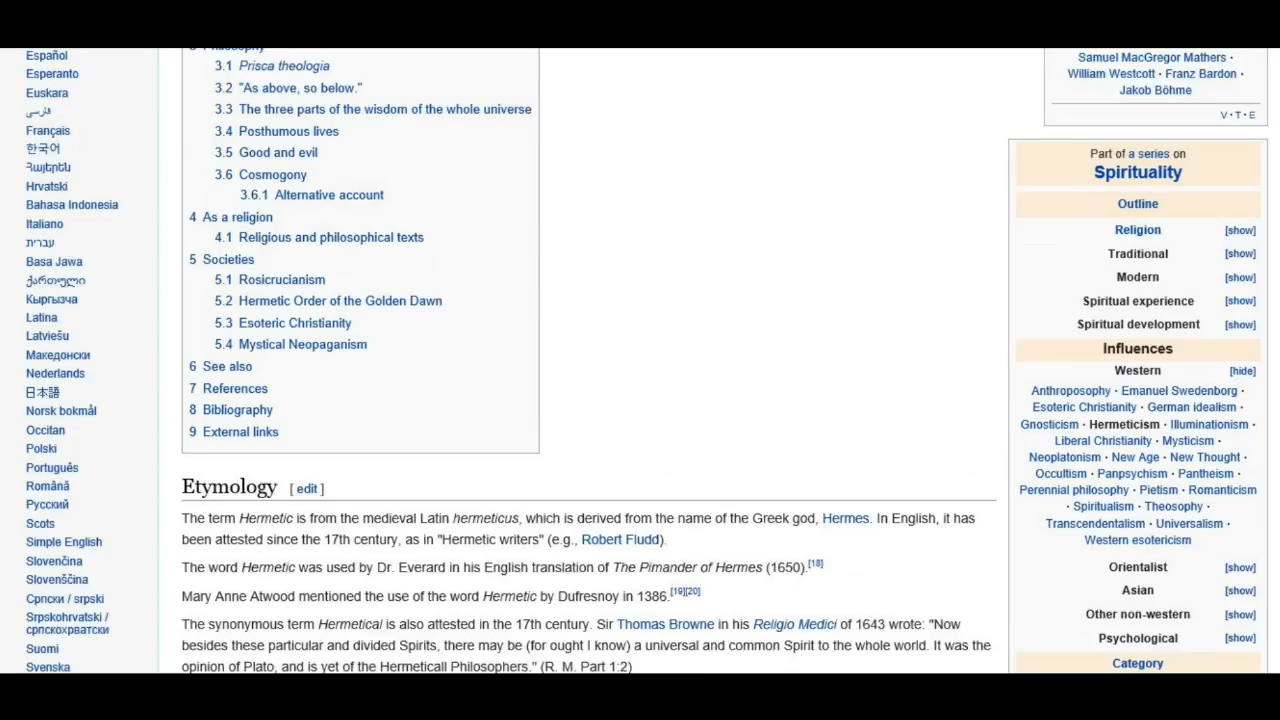 Español
Esperanto
Euskara
فارسی
Français
한국어
Հայերեն
Hrvatski
Bahasa Indonesia
Italiano
עברית
Basa Jawa
ქართული
Кыргызча
Latina
Latviešu
Македонски
Nederlands
日本語
Norsk bokmål
Occitan
Polski
Português
Română
Русский
Scots
Simple English
Slovenčina
Slovenščina
Српски / srpski
Srpskohrvatski /
српскохрватски
Suomi
Svenska
3 Philosophy
3.1 Prisca theologia
3.2 "As above, so below."
3.3 The three parts of the wisdom of the whole universe
3.4 Posthumous lives
3.5 Good and evil
3.6 Cosmogony
3.6.1 Alternative account
4 As a religion
4.1 Religious and philosophical texts
5 Societies
5.1 Rosicrucianism
5.2 Hermetic Order of the Golden Dawn
5.3 Esoteric Christianity
5.4 Mystical Neopaganism
6 See also
7 References
8 Bibliography
9 External links
Etymology [ edit ]
The term Hermetic is from the medieval Latin hermeticus, which is derived from the name of the Greek god, Hermes. In English, it has
been attested since the 17th century, as in "Hermetic writers" (e.g., Robert Fludd).
The word Hermetic was used by Dr. Everard in his English translation of The Pimander of Hermes (1650).[18]
Mary Anne Atwood mentioned the use of the word Hermetic by Dufresnoy in 1386.[19][20]
The synonymous term Hermetical is also attested in the 17th century. Sir Thomas Browne in his Religio Medici of 1643 wrote: "Now
besides these particular and divided Spirits, there may be (for ought I know) a universal and common Spirit to the whole world. It was the
opinion of Plato, and is yet of the Hermeticall Philosophers." (R. M. Part 1:2)
Samuel MacGregor Mathers ·
William Westcott · Franz Bardon ·
Jakob Böhme
V · T · E
Part of a series on
Spirituality
Outline
Religion [show]
Traditional [show]
Modern [show]
Spiritual experience [show]
Spiritual development [show]
Influences
Western [hide]
Anthroposophy · Emanuel Swedenborg ·
Esoteric Christianity · German idealism ·
Gnosticism · Hermeticism · Illuminationism ·
Liberal Christianity · Mysticism ·
Neoplatonism · New Age · New Thought ·
Occultism · Panpsychism · Pantheism ·
Perennial philosophy · Pietism · Romanticism
· Spiritualism · Theosophy ·
Transcendentalism · Universalism ·
Western esotericism
Orientalist [show]
Asian [show]
Other non-western [show]
Psychological [show]
Category